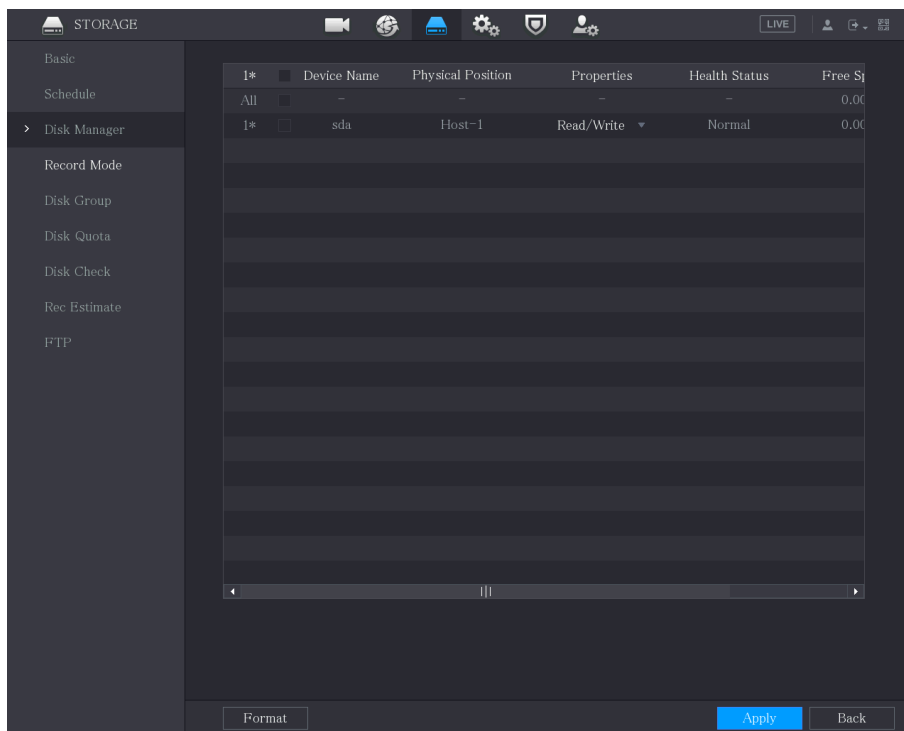 STORAGE
LIVE
Basic
Schedule
Disk Manager
Record Mode
Disk Group
Disk Quota
Disk Check
Rec Estimate
FTP
1* Device Name Physical Position Properties Health Status Free Sp
All - - - - 0.00
1* sda Host-1 Read/Write Normal 0.00
Format Apply Back